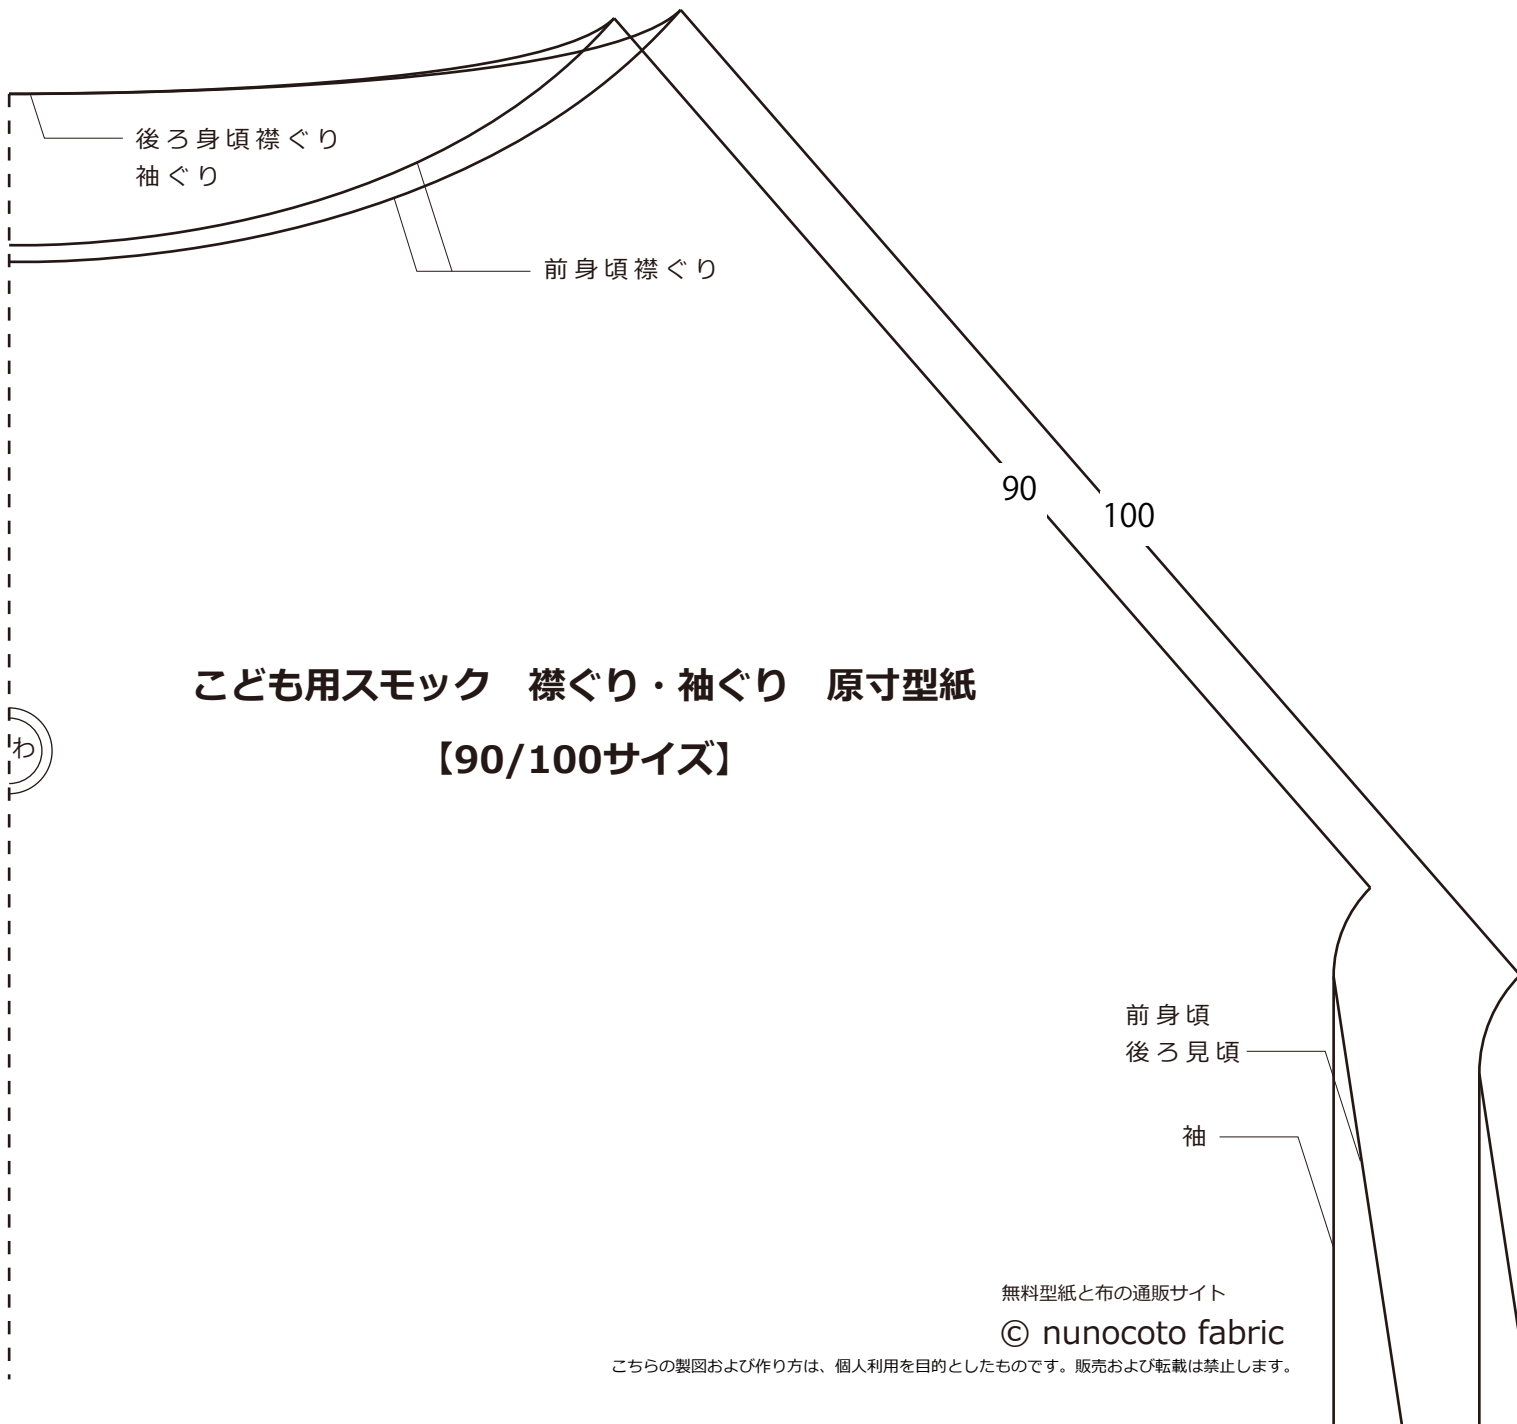 後ろ身頃襟ぐり
袖ぐり
前身頃襟ぐり
90
100
こども用スモック　襟ぐり・袖ぐり　原寸型紙
わ
【90/100サイズ】
前身頃
後ろ見頃
袖
無料型紙と布の通販サイト
© nunocoto fabric
こちらの製図および作り方は、個人利用を目的としたものです。販売および転載は禁止します。